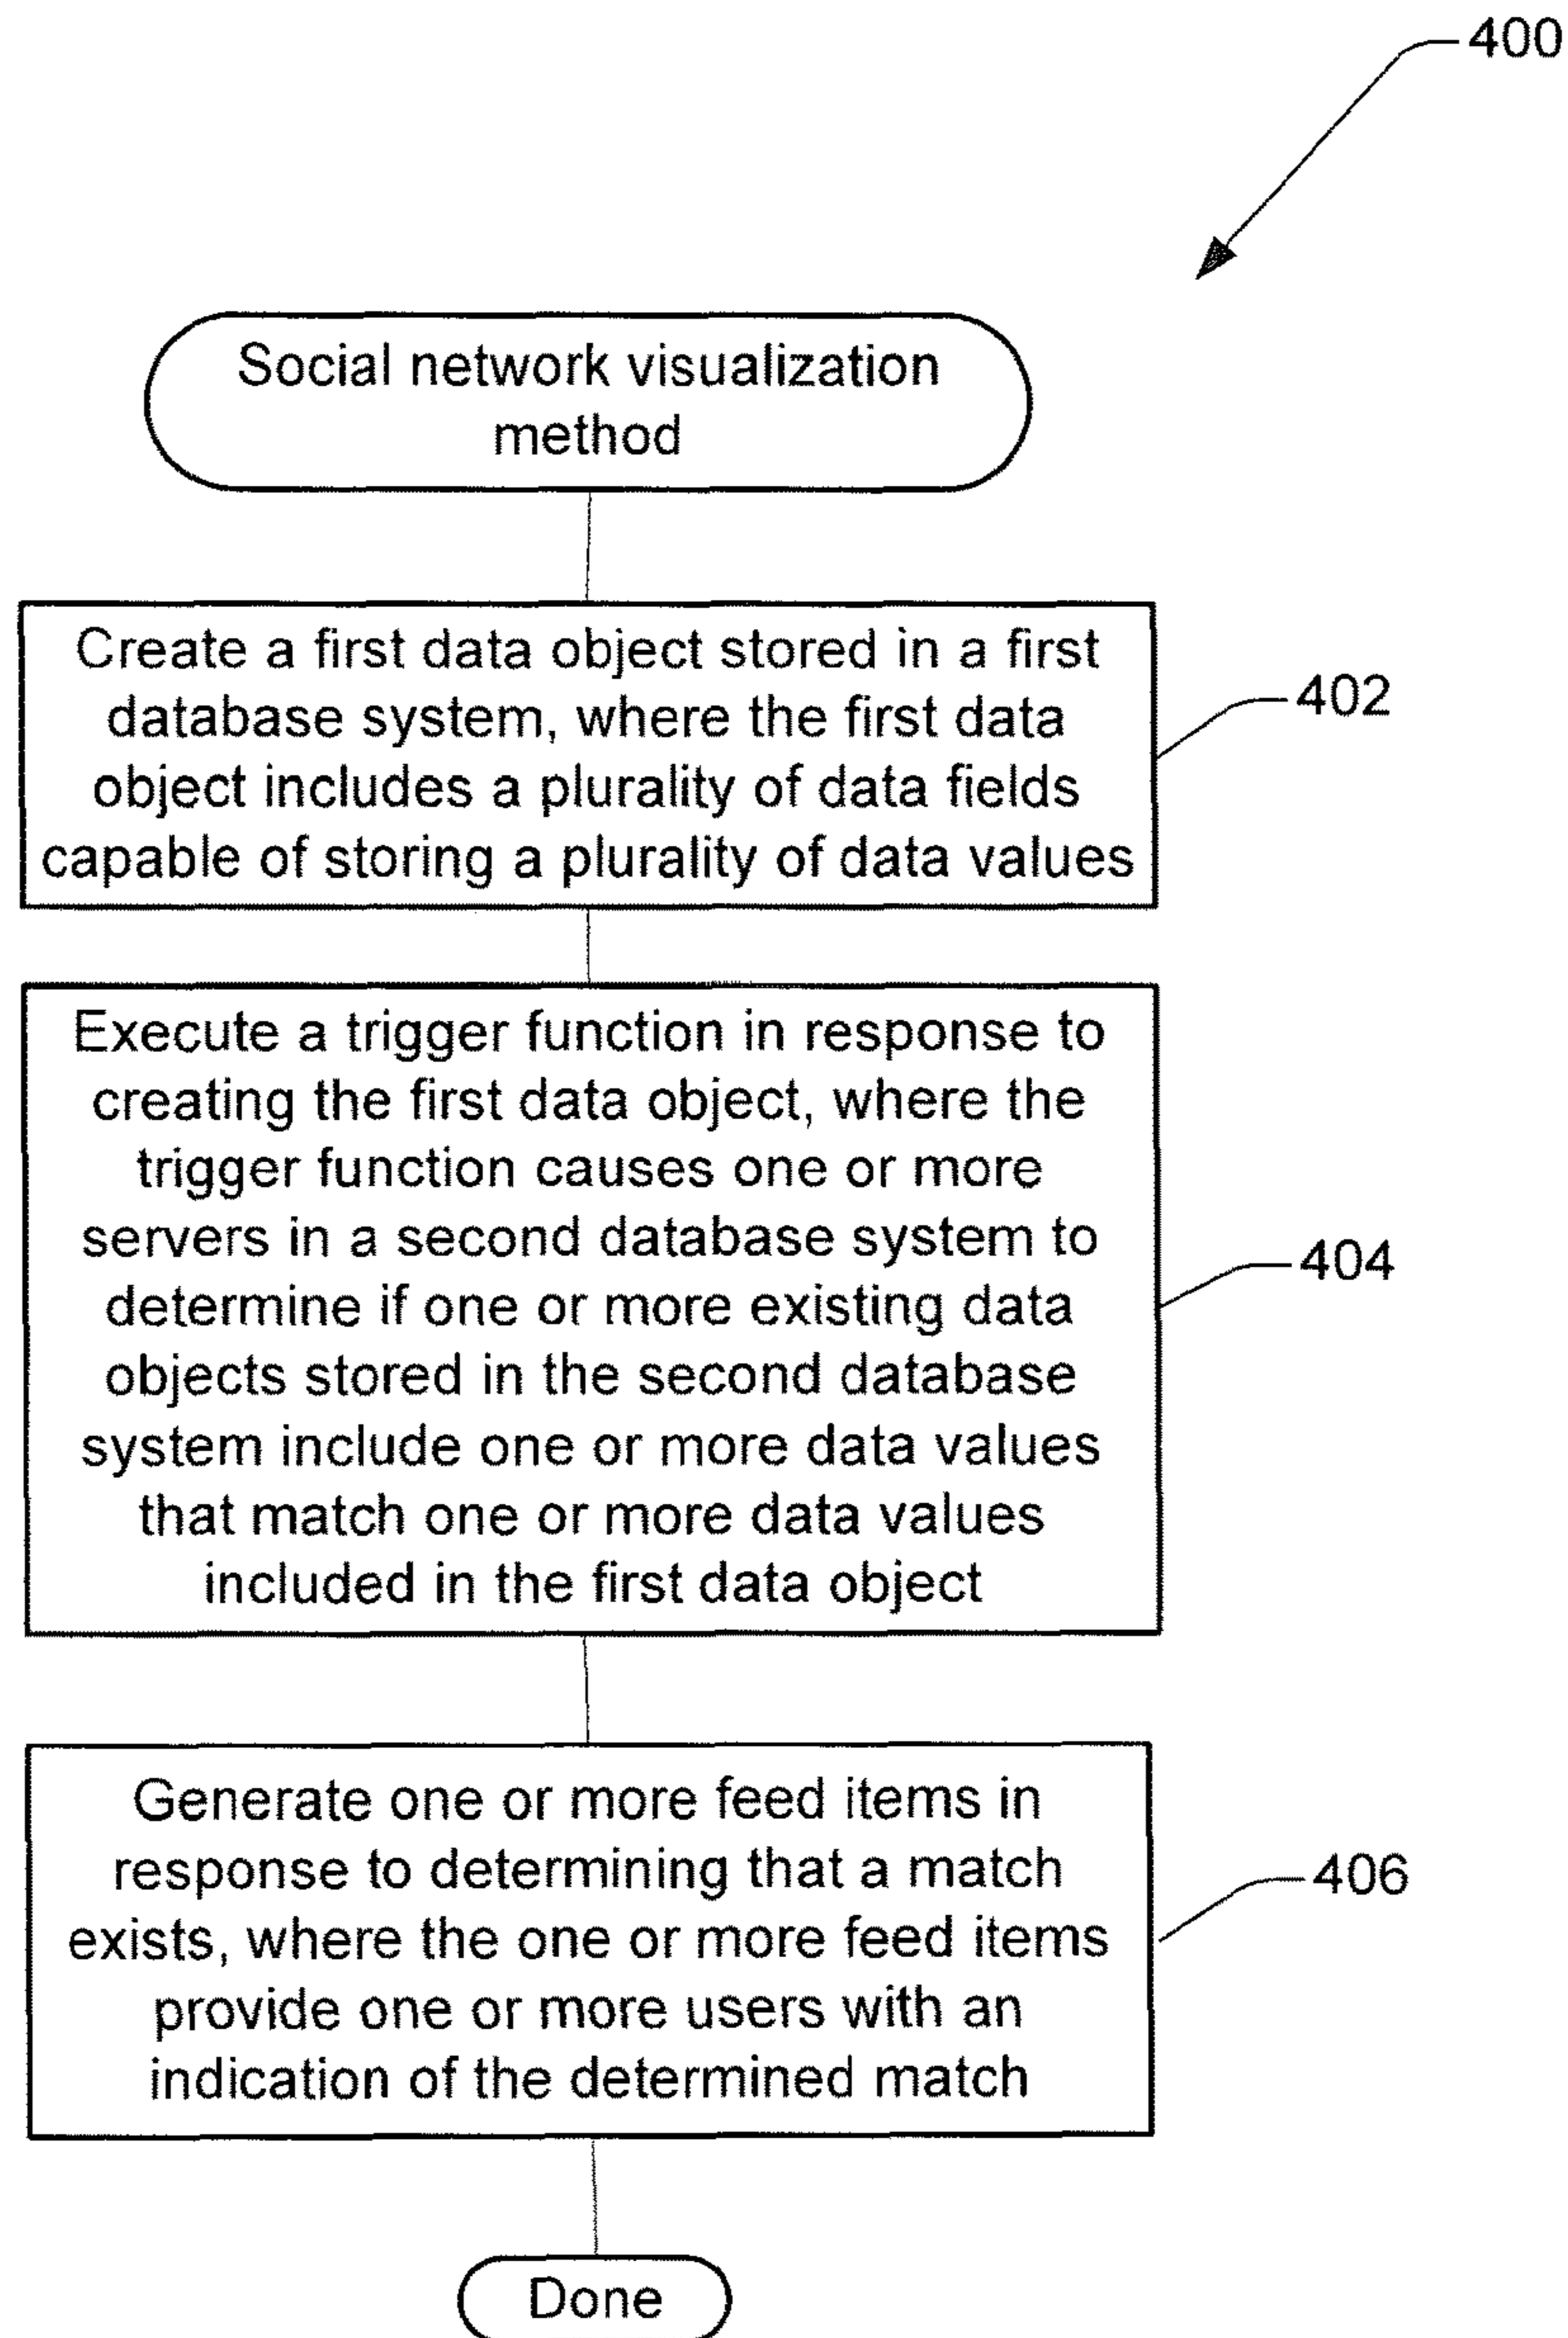 400
Social network visualization
method
Create a first data object stored in a first
database system, where the first data
object includes a plurality of data fields
capable of storing a plurality of data values
402
Execute a trigger function in response to
creating the first data object, where the
trigger function causes one or more
servers in a second database system to
determine if one or more existing data
objects stored in the second database
system include one or more data values
that match one or more data values
included in the first data object
404
Generate one or more feed items in
response to determining that a match
exists, where the one or more feed items
provide one or more users with an
indication of the determined match
406
Done